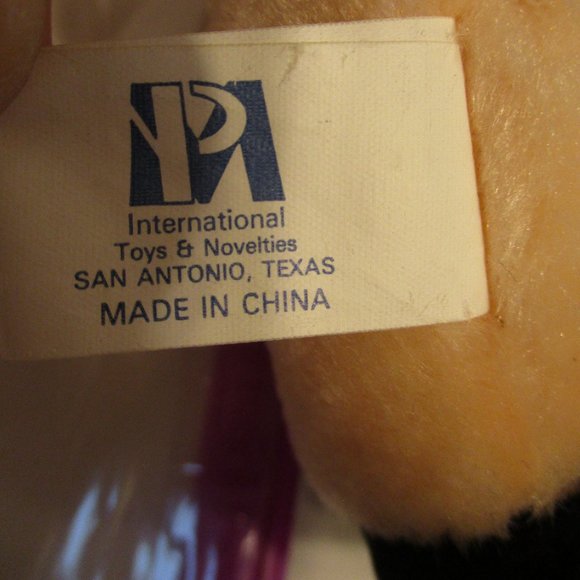 International
Toys & Novelties
SAN ANTONIO, TEXAS
MADE IN CHINA